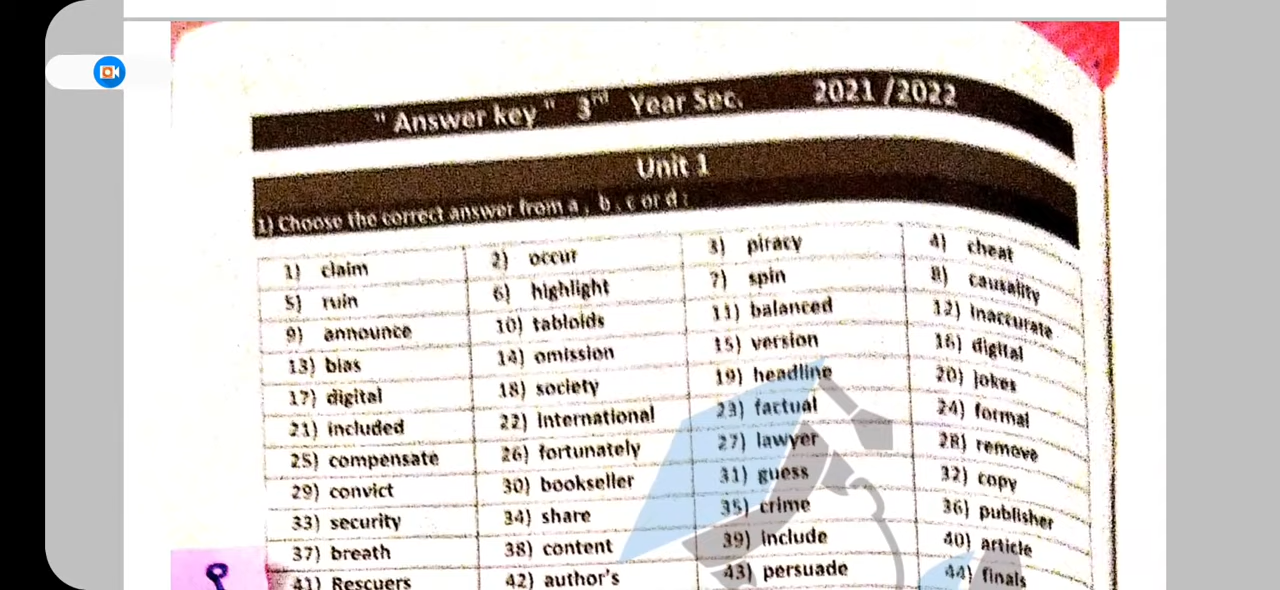 " Answer key " 3rd Year Sec. 2021 /2022
Unit 1
1) Choose the correct answer from a , b , c or d :
1) claim 2) occur 3) piracy 4) cheat
5) ruin 6) highlight 7) spin 8) causality
9) announce 10) tabloids 11) balanced 12) inaccurate
13) bias 14) omission 15) version 16) digital
17) digital 18) society 19) headline 20) jokes
21) included 22) International 23) factual 24) formal
25) compensate 26) fortunately 27) lawyer 28) remove
29) convict 30) bookseller 31) guess 32) copy
33) security 34) share 35) crime 36) publisher
37) breath 38) content 39) include 40) article
41) Rescuers 42) author's 43) persuade 44) finals